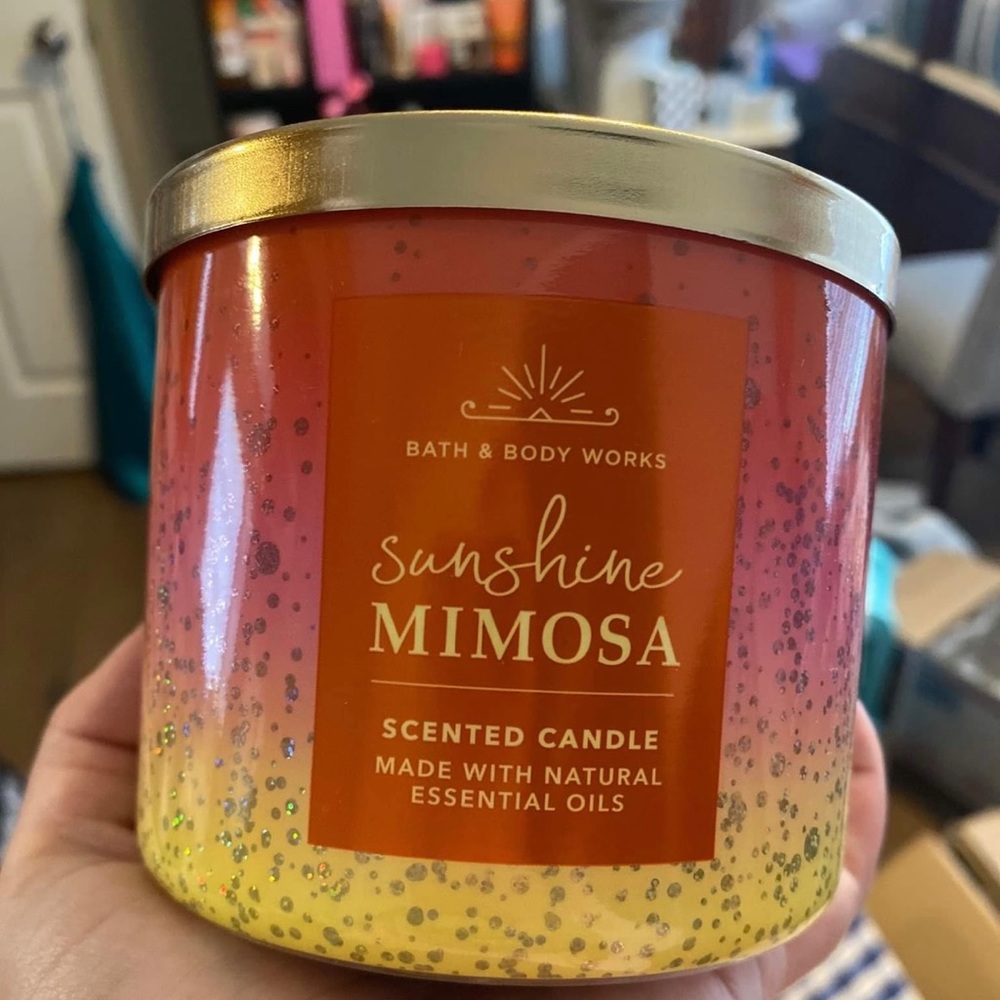 BATH & BODY WORKS
sunshine
MIMOSA
SCENTED CANDLE
MADE WITH NATURAL
ESSENTIAL OILS